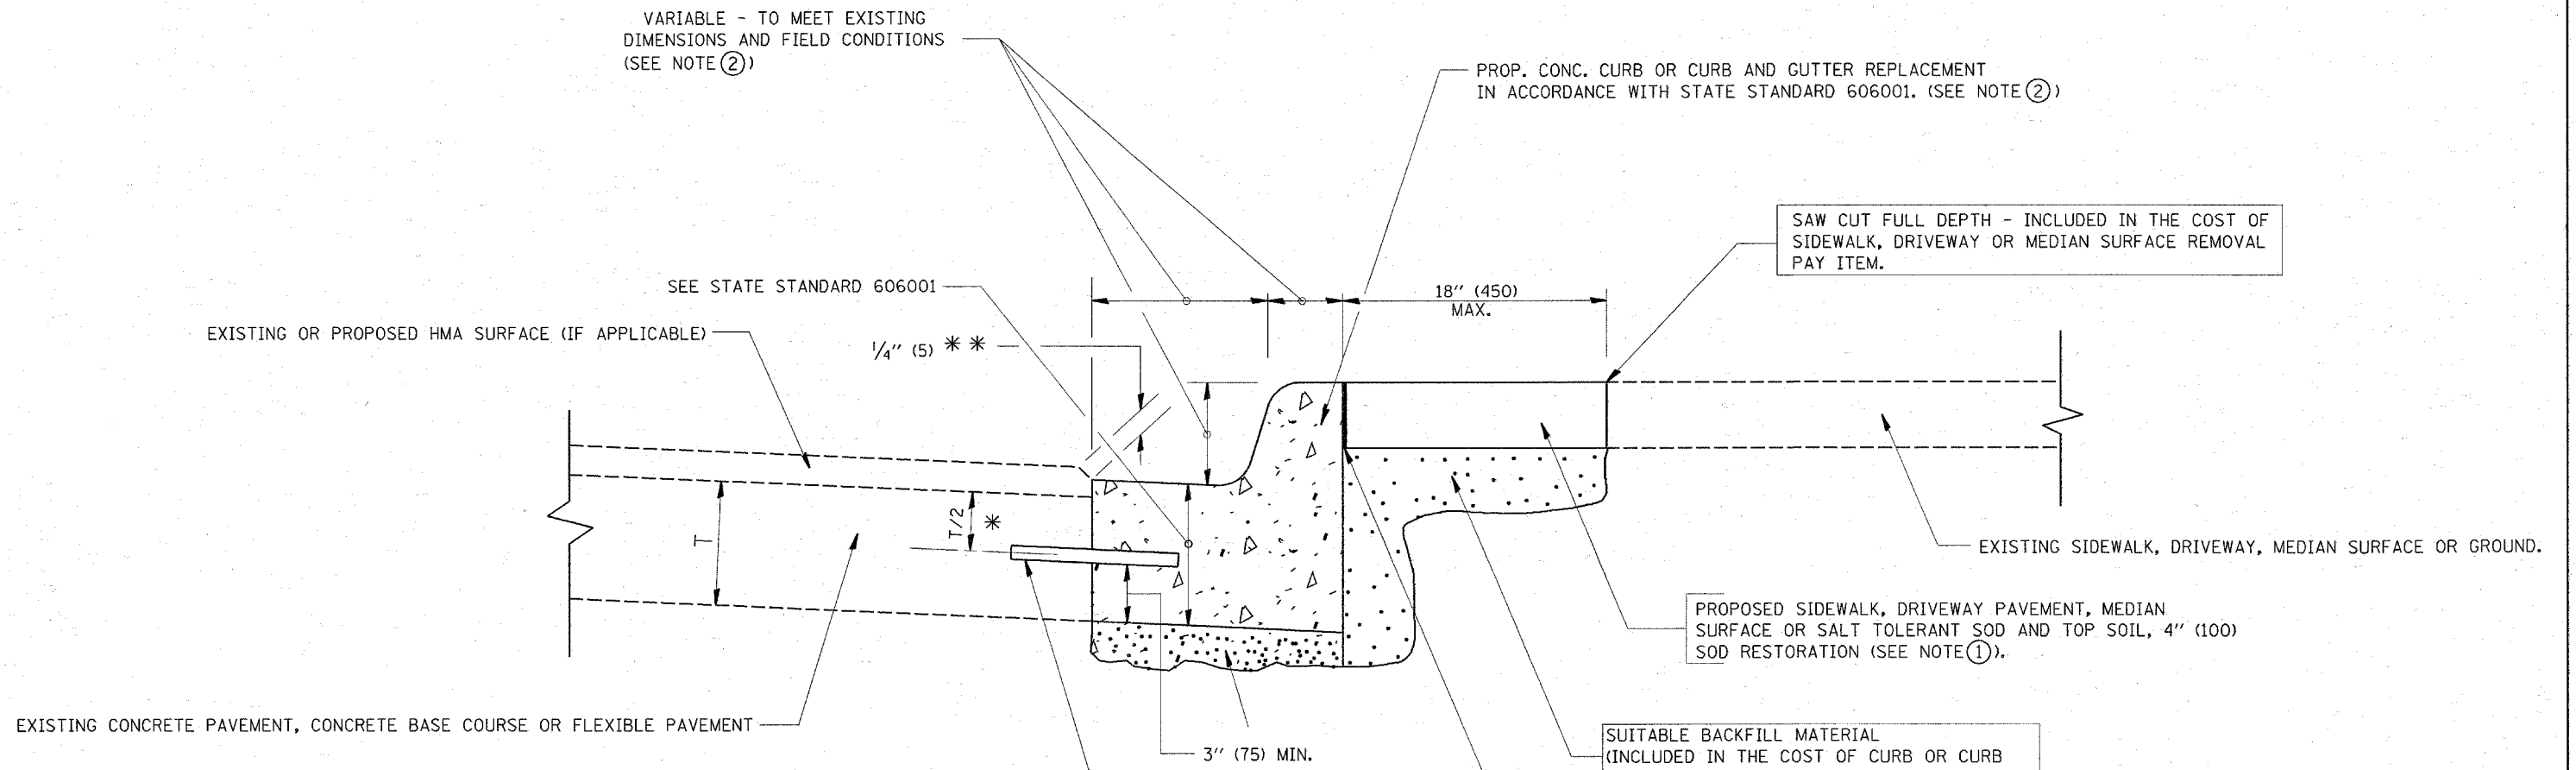 VARIABLE - TO MEET EXISTING
DIMENSIONS AND FIELD CONDITIONS
(SEE NOTE ②)
PROP. CONC. CURB OR CURB AND GUTTER REPLACEMENT
IN ACCORDANCE WITH STATE STANDARD 606001. (SEE NOTE ②)
SAW CUT FULL DEPTH - INCLUDED IN THE COST OF
SIDEWALK, DRIVEWAY OR MEDIAN SURFACE REMOVAL
PAY ITEM.
SEE STATE STANDARD 606001
18" (450)
MAX.
EXISTING OR PROPOSED HMA SURFACE (IF APPLICABLE)
1/4" (5) * *
T
T/2
*
EXISTING SIDEWALK, DRIVEWAY, MEDIAN SURFACE OR GROUND.
PROPOSED SIDEWALK, DRIVEWAY PAVEMENT, MEDIAN
SURFACE OR SALT TOLERANT SOD AND TOP SOIL, 4" (100)
SOD RESTORATION (SEE NOTE ①).
EXISTING CONCRETE PAVEMENT, CONCRETE BASE COURSE OR FLEXIBLE PAVEMENT
3" (75) MIN.
SUITABLE BACKFILL MATERIAL
(INCLUDED IN THE COST OF CURB OR CURB